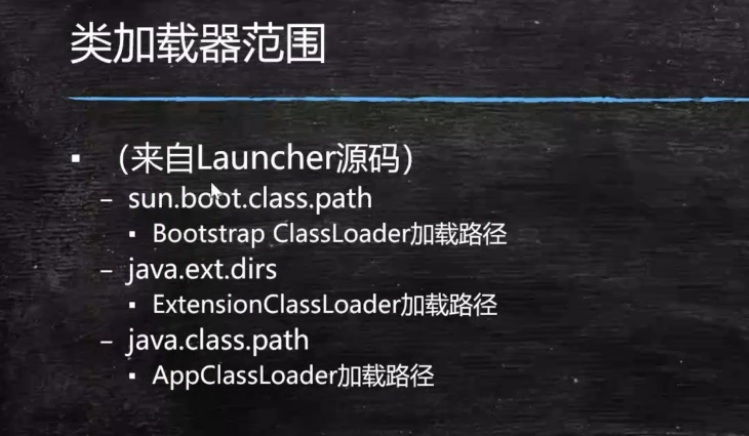 类加载器范围
▪ （来自Launcher源码）
– sun.boot.class.path
▪ Bootstrap ClassLoader加载路径
– java.ext.dirs
▪ ExtensionClassLoader加载路径
– java.class.path
▪ AppClassLoader加载路径